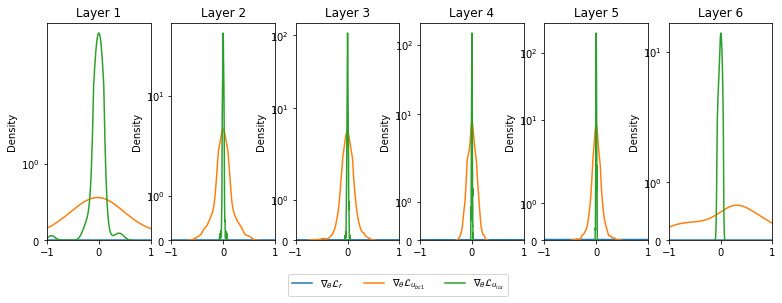 Layer 1 Layer 2 Layer 3 Layer 4 Layer 5 Layer 6
Density Density Density Density Density Density
10⁰ 0
10¹ 10⁰ 0
10² 10¹ 10⁰ 0
10² 10¹ 10⁰ 0
10² 10¹ 10⁰ 0
10¹ 10⁰ 0
−1 0 1 −1 0 1 −1 0 1 −1 0 1 −1 0 1 −1 0 1
∇θℒr ∇θℒu_bc1 ∇θℒu_ics